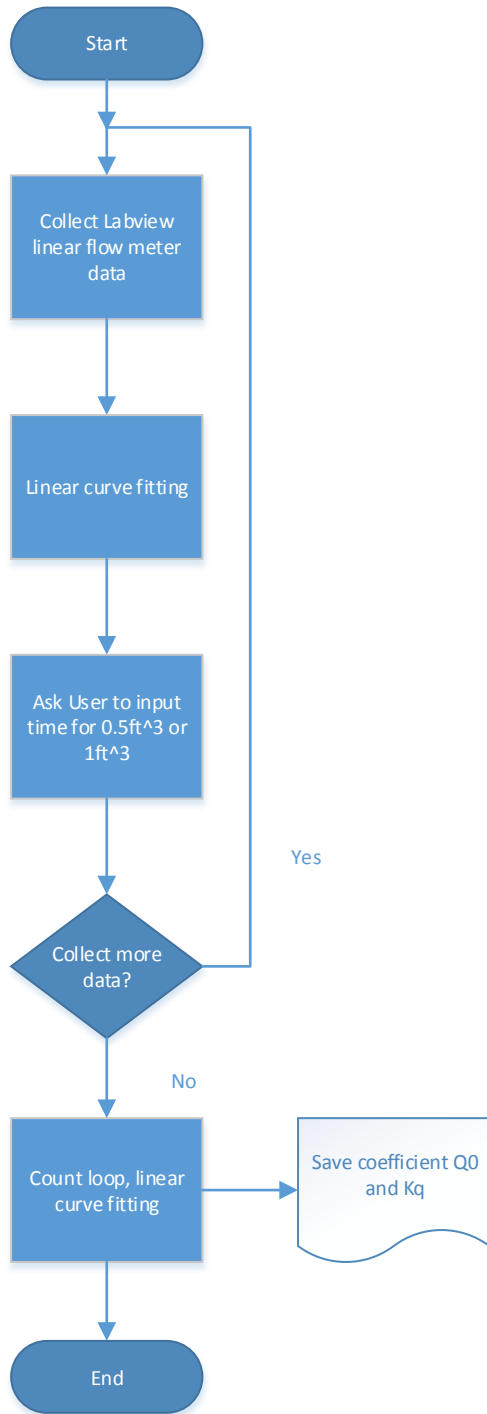 Start
Collect Labview
linear flow meter
data
Linear curve fitting
Ask User to input
time for 0.5ft^3 or
1ft^3
Yes
Collect more
data?
No
Count loop, linear
curve fitting
Save coefficient Q0
and Kq
End